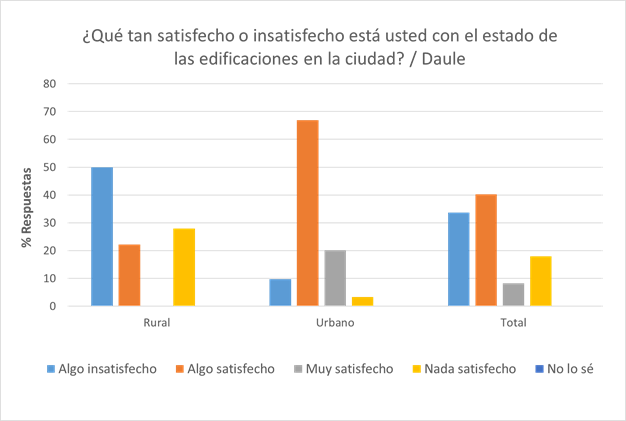 ¿Qué tan satisfecho o insatisfecho está usted con el estado de
las edificaciones en la ciudad? / Daule
80
70
60
50
40
30
20
10
0
% Respuestas
Rural Urbano Total
Algo insatisfecho Algo satisfecho Muy satisfecho Nada satisfecho No lo sé